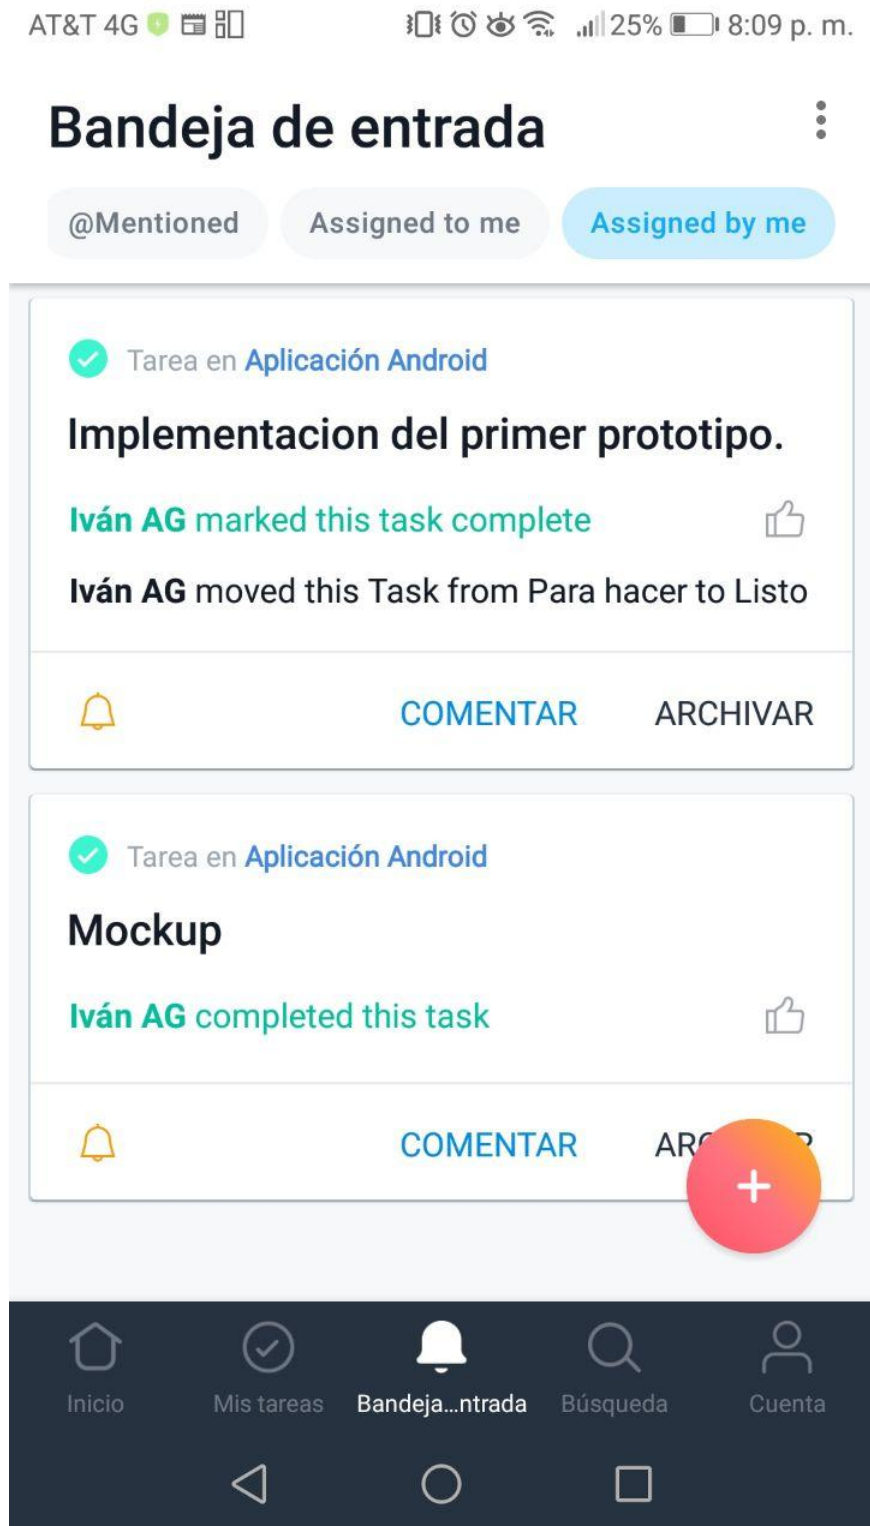 AT&T 4G 25% 8:09 p. m.
Bandeja de entrada
@Mentioned Assigned to me Assigned by me
Tarea en Aplicación Android
Implementacion del primer prototipo.
Iván AG marked this task complete
Iván AG moved this Task from Para hacer to Listo
COMENTAR ARCHIVAR
Tarea en Aplicación Android
Mockup
Iván AG completed this task
COMENTAR
Inicio Mis tareas Bandeja...ntrada Búsqueda Cuenta